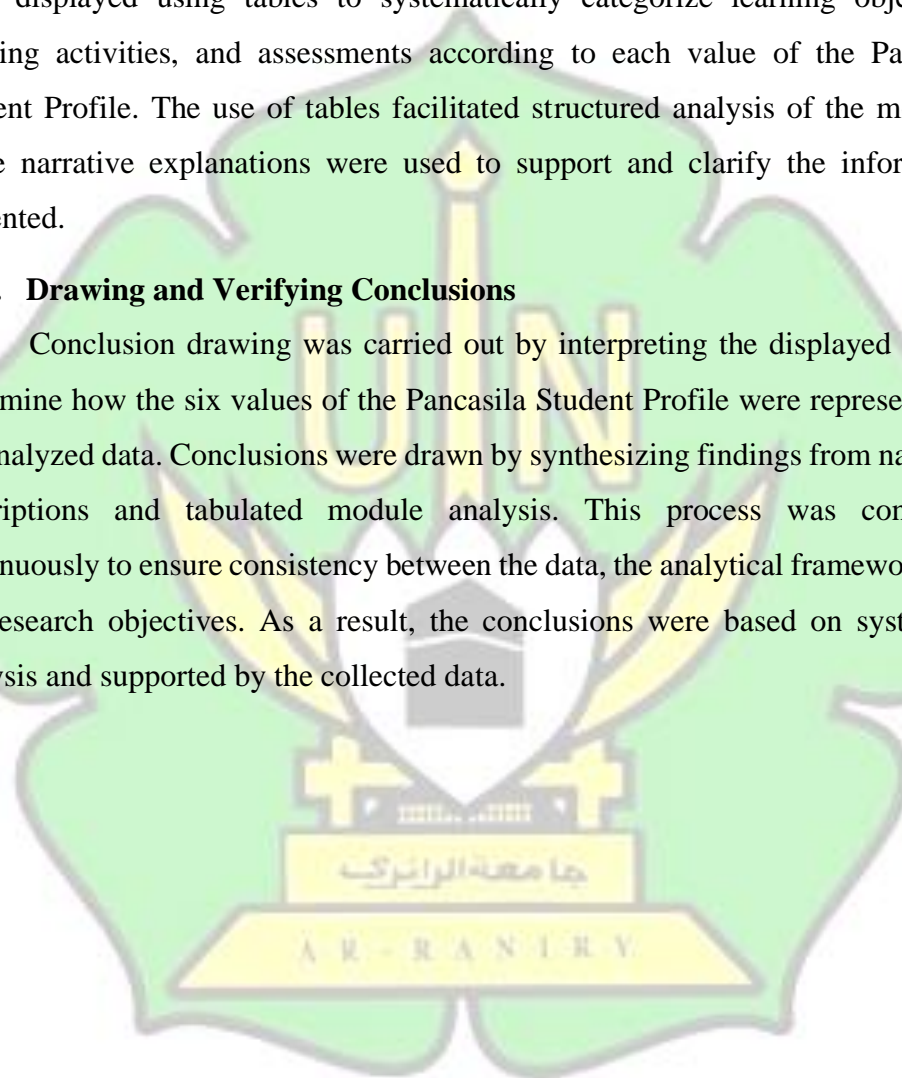 displayed using tables to systematically categorize learning obje
ing activities, and assessments according to each value of the Pa
ent Profile. The use of tables facilitated structured analysis of the m
e narrative explanations were used to support and clarify the infor
ented.
. Drawing and Verifying Conclusions
Conclusion drawing was carried out by interpreting the displayed
mine how the six values of the Pancasila Student Profile were represe
nalyzed data. Conclusions were drawn by synthesizing findings from na
riptions and tabulated module analysis. This process was con
nuously to ensure consistency between the data, the analytical framewo
esearch objectives. As a result, the conclusions were based on syst
ysis and supported by the collected data.
UIN
جامعة الرانري
AR-RANIRY